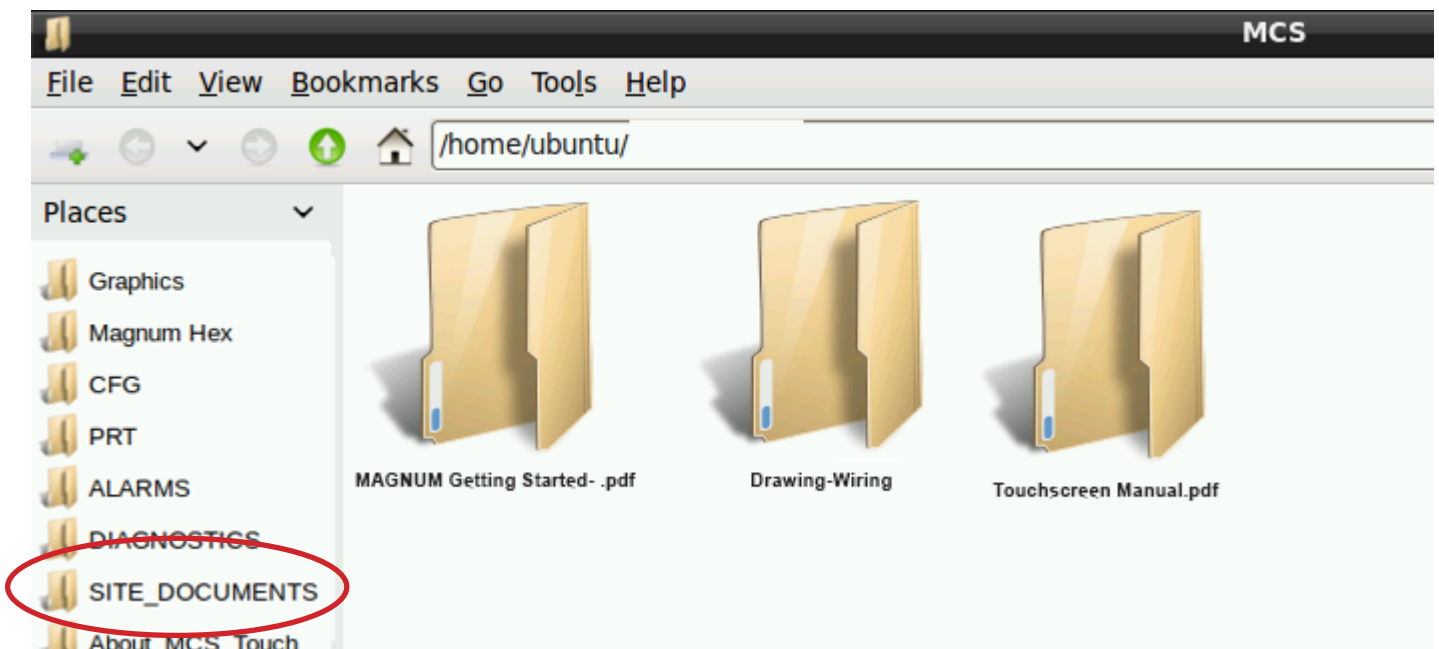 MCS
File Edit View Bookmarks Go Tools Help
/home/ubuntu/
Places
Graphics
Magnum Hex
CFG
PRT
ALARMS
DIAGNOSTICS
SITE_DOCUMENTS
About_MCS_Touch
MAGNUM Getting Started- .pdf
Drawing-Wiring
Touchscreen Manual.pdf